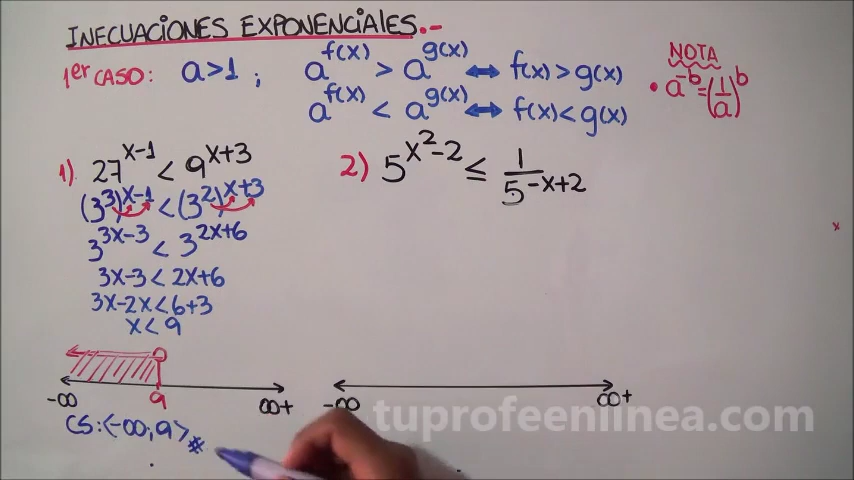 INECUACIONES EXPONENCIALES.-
1er CASO: a>1 ; a^f(x) > a^g(x) ⟷ f(x) > g(x)
a^f(x) < a^g(x) ⟷ f(x) < g(x)
NOTA
• a^-b = (1/a)^b
1) 27^x-1 < 9^x+3
(3^3)^x-1 < (3^2)^x+3
3^3x-3 < 3^2x+6
3x-3 < 2x+6
3x-2x < 6+3
x < 9
-∞ 9 ∞+
CS: <-∞; 9> *
2) 5^x²-2 ≤ 1/5^-x+2
-∞ ∞+
tuprofeenlinea.com
x